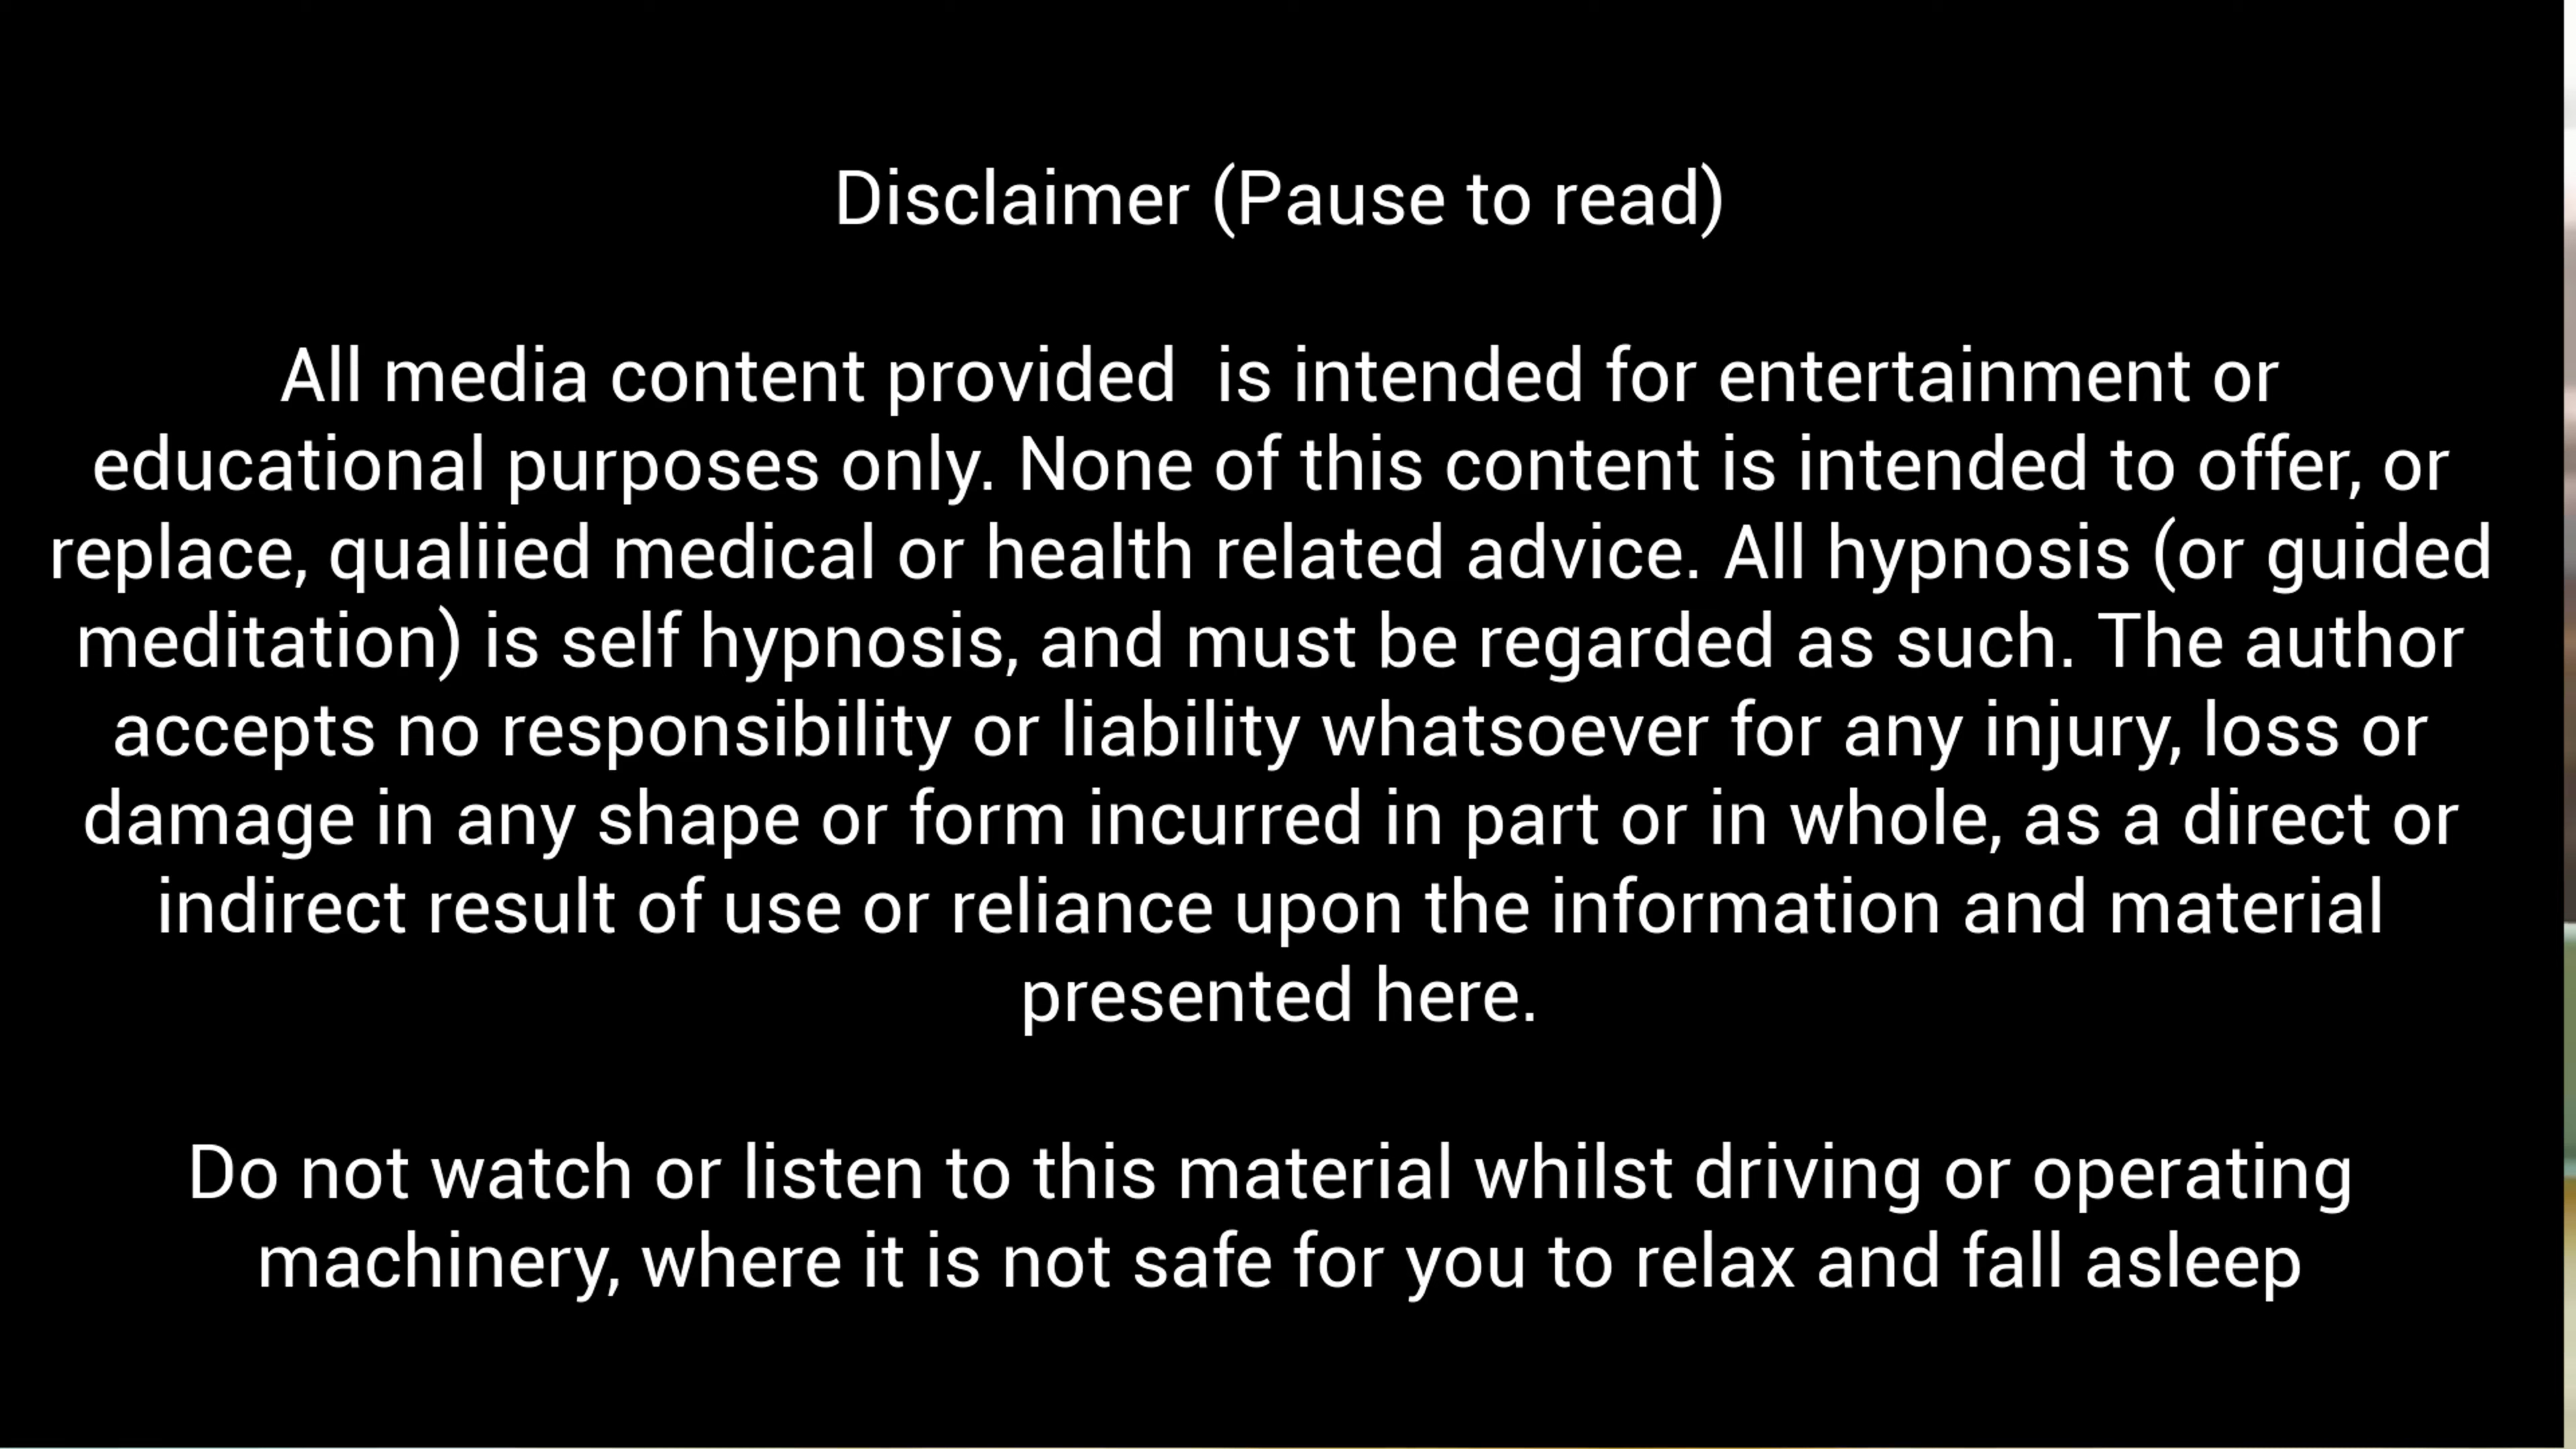 Disclaimer (Pause to read)
All media content provided  is intended for entertainment or
educational purposes only. None of this content is intended to offer, or
replace, qualiied medical or health related advice. All hypnosis (or guided
meditation) is self hypnosis, and must be regarded as such. The author
accepts no responsibility or liability whatsoever for any injury, loss or
damage in any shape or form incurred in part or in whole, as a direct or
indirect result of use or reliance upon the information and material
presented here.
Do not watch or listen to this material whilst driving or operating
machinery, where it is not safe for you to relax and fall asleep